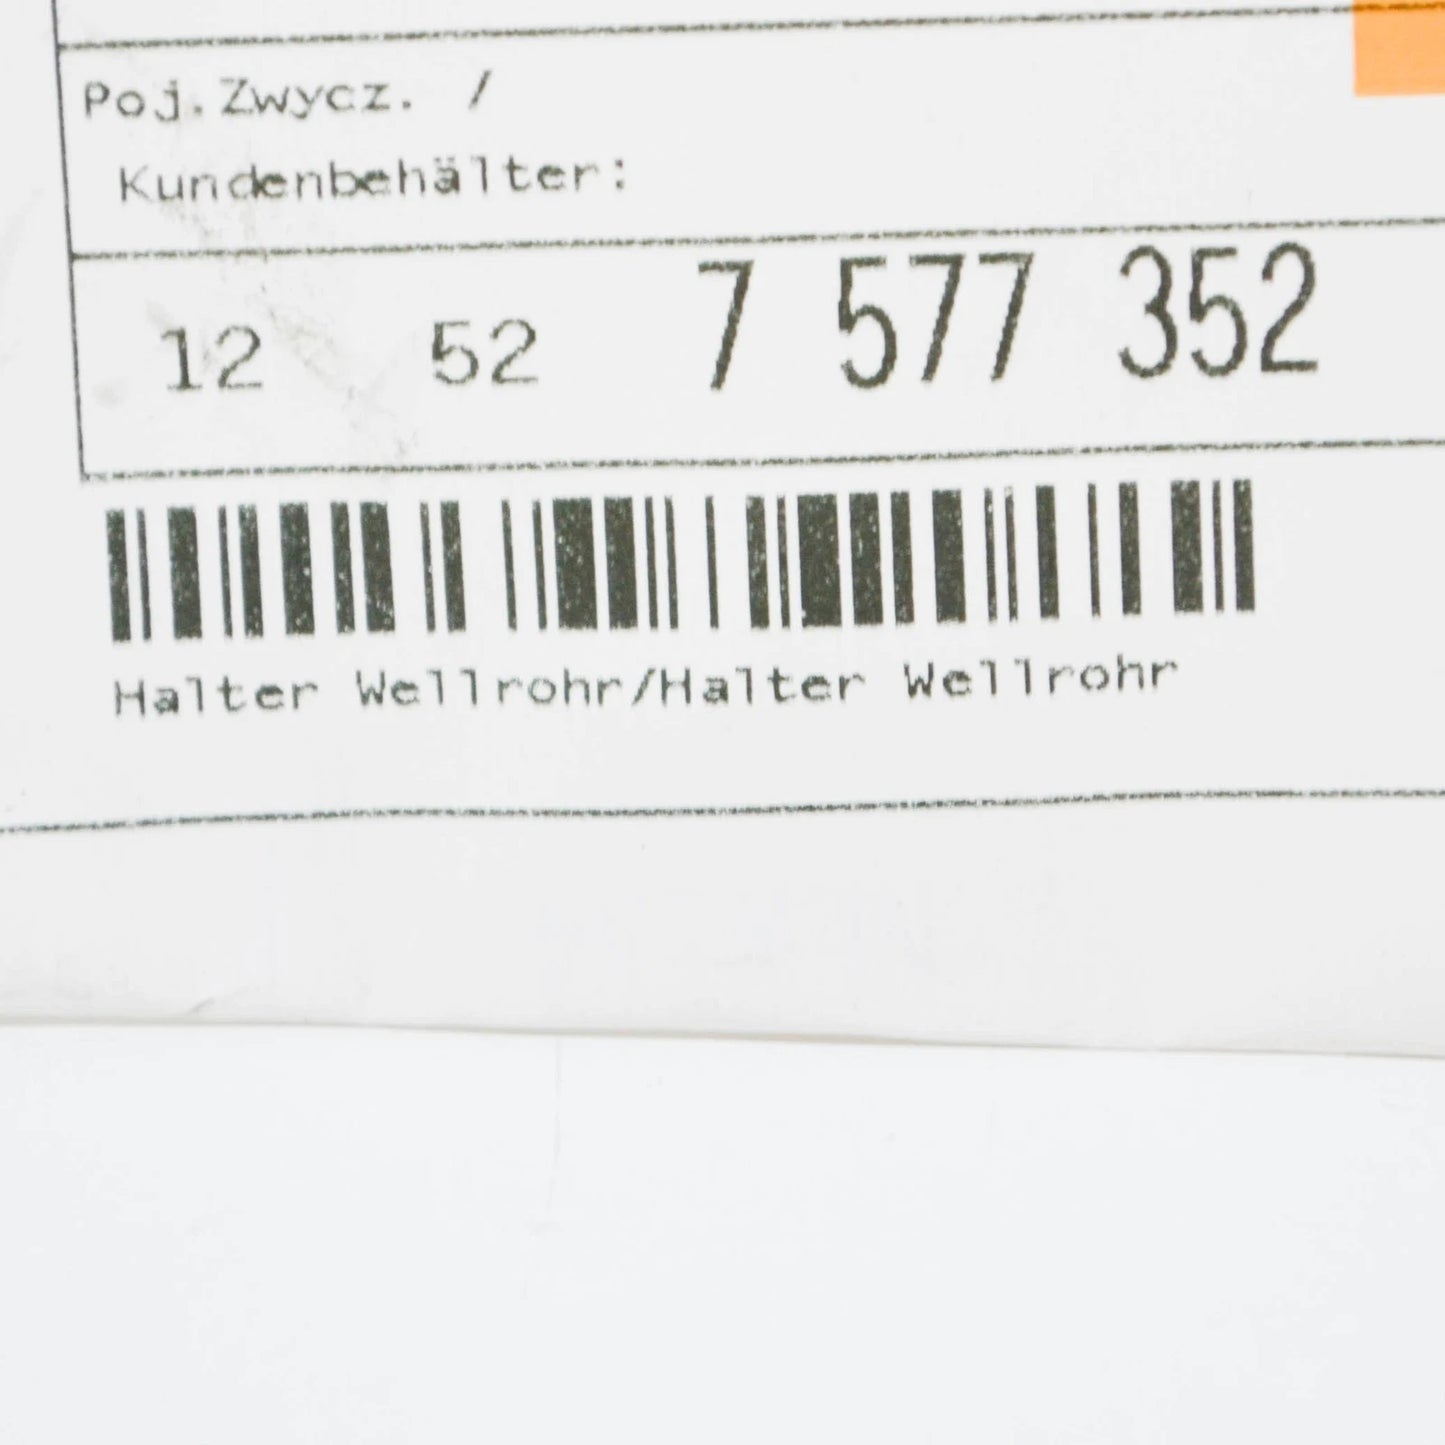 Poj.Zwycz. /
Kundenbehälter:
12 52 7 577 352
Halter Wellrohr/Halter Wellrohr